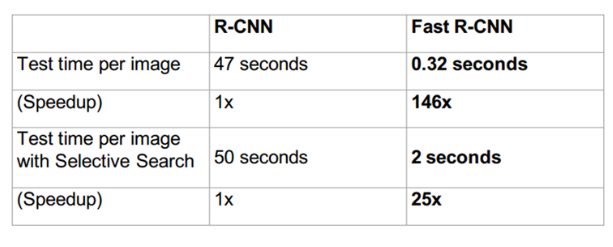 R-CNN Fast R-CNN
Test time per image 47 seconds 0.32 seconds
(Speedup) 1x 146x
Test time per image
with Selective Search 50 seconds 2 seconds
(Speedup) 1x 25x